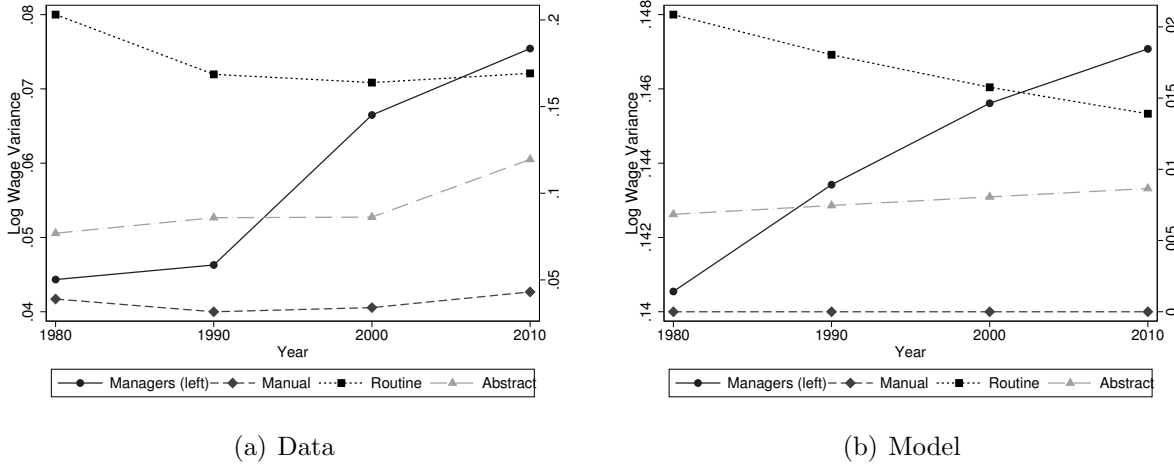 Log Wage Variance
.08
.07
.06
.05
.04
.2
.15
.1
.05
1980 1990 2000 2010
Year
Managers (left) Manual Routine Abstract
(a) Data
Log Wage Variance
.148
.146
.144
.142
.14
.02
.015
.01
.005
0
1980 1990 2000 2010
Year
Managers (left) Manual Routine Abstract
(b) Model